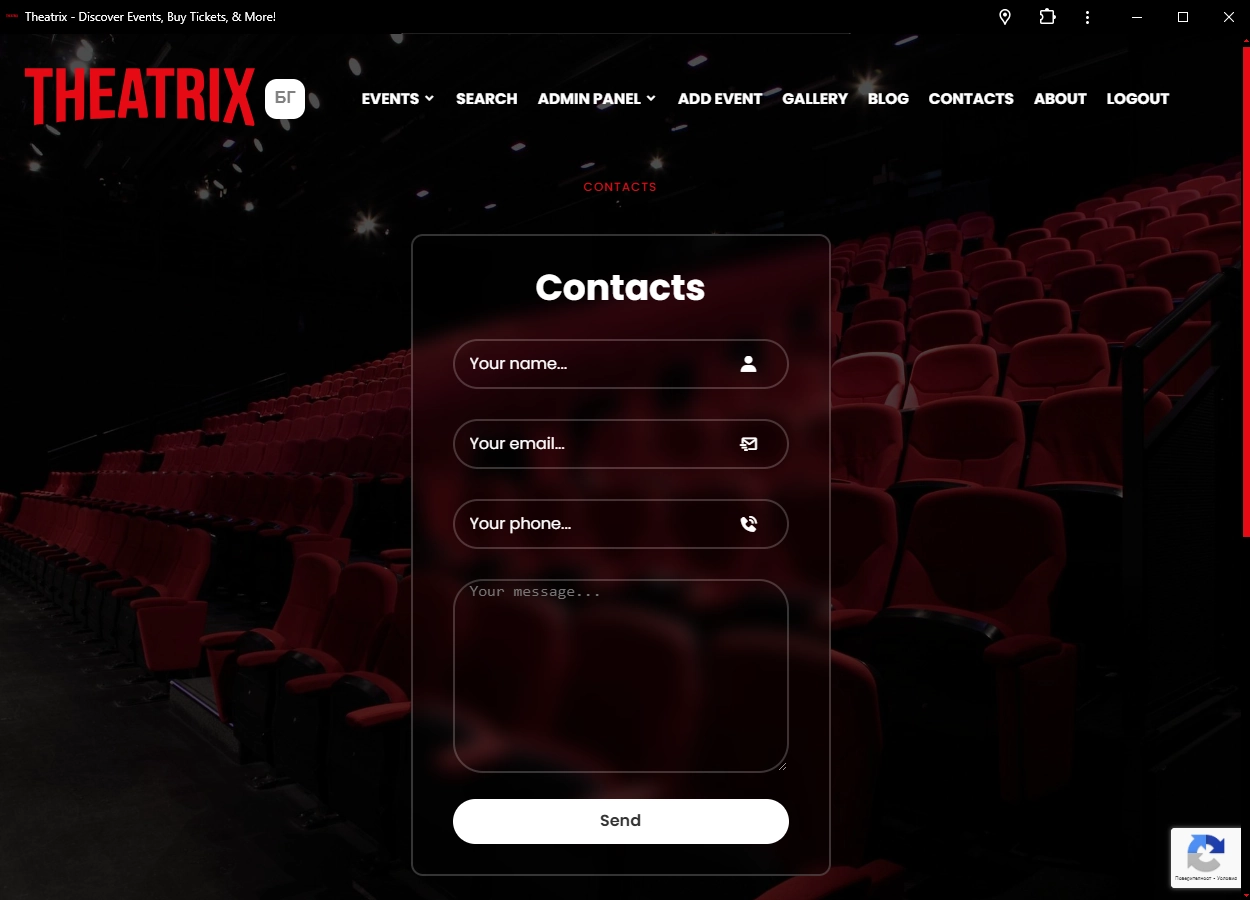 Theatrix - Discover Events, Buy Tickets, & More!
THEATRIX БГ EVENTS SEARCH ADMIN PANEL ADD EVENT GALLERY BLOG CONTACTS ABOUT LOGOUT
CONTACTS
Contacts
Your name...
Your email...
Your phone...
Your message...
Send
Поверителност - Условия